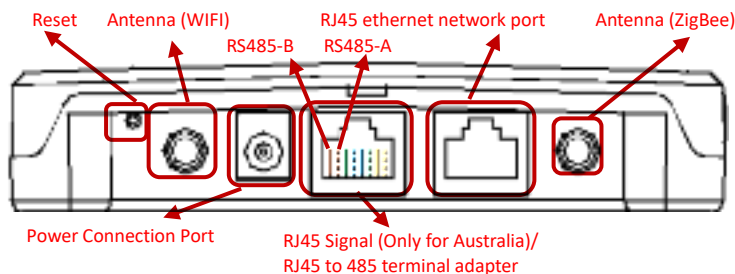 Reset
Antenna (WIFI)
RJ45 ethernet network port
Antenna (ZigBee)
RS485-B
RS485-A
Power Connection Port
RJ45 Signal (Only for Australia)/
RJ45 to 485 terminal adapter